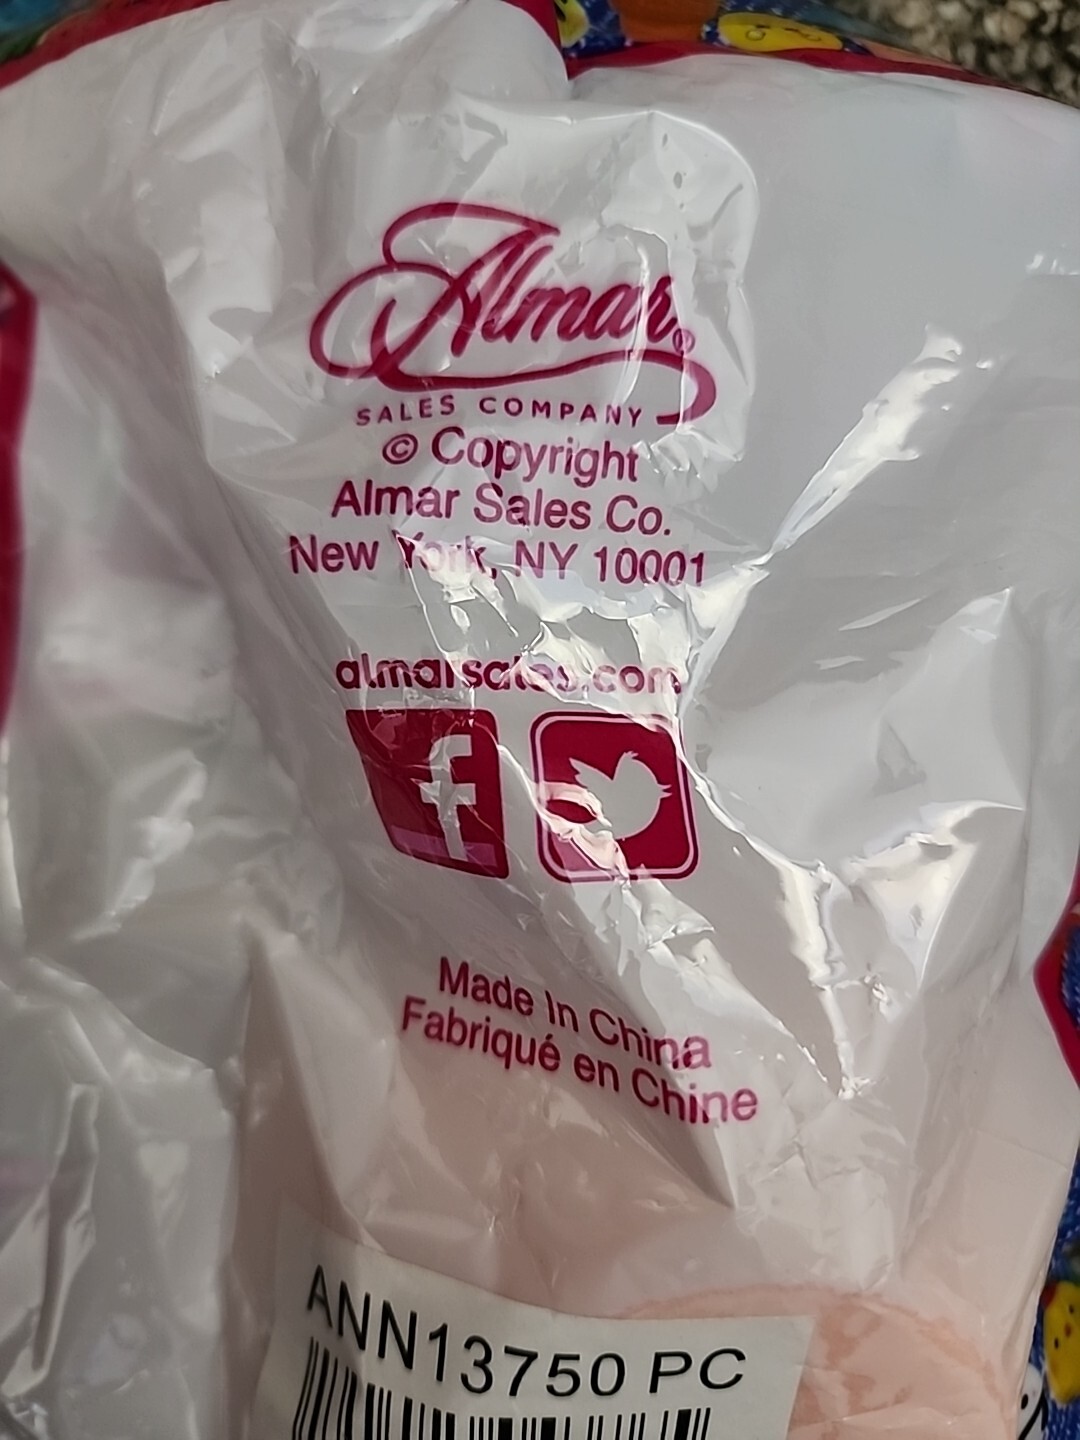 Almar®
SALES COMPANY
© Copyright
Almar Sales Co.
New York, NY 10001
almarsales.com
f
Made In China
Fabriqué en Chine
ANN13750 PC